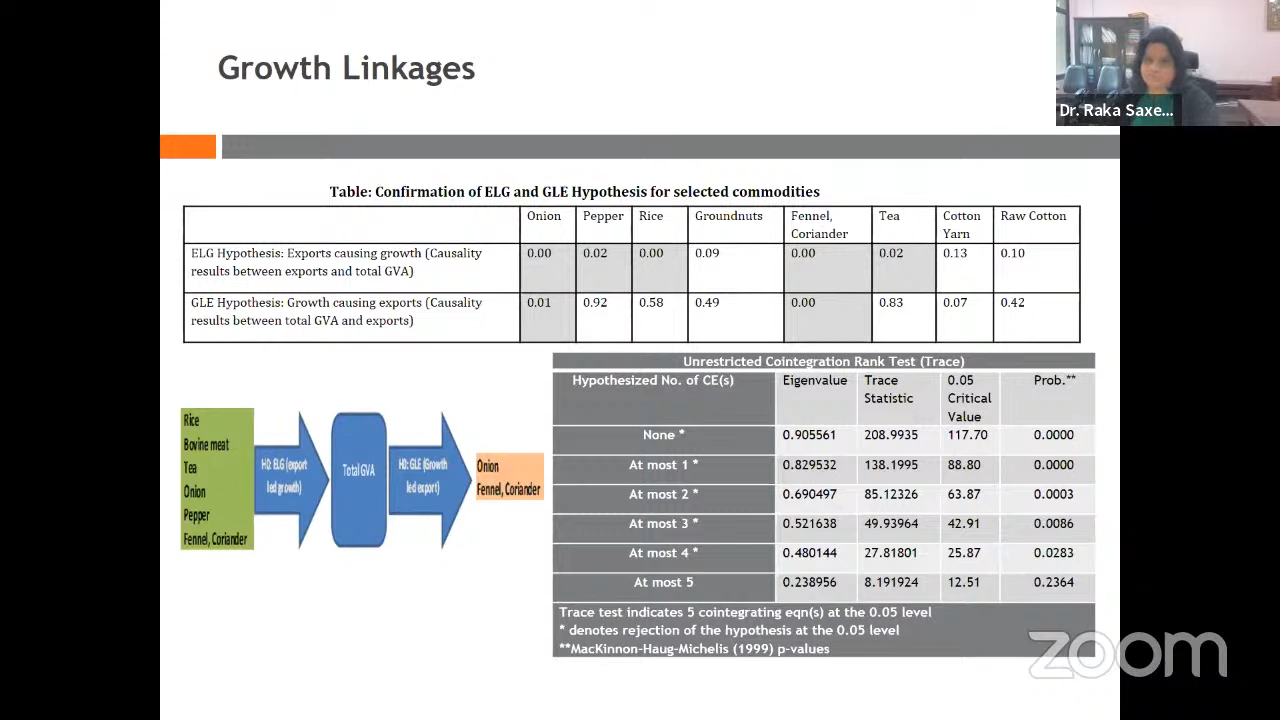 Growth Linkages
Dr. Raka Saxe...
Table: Confirmation of ELG and GLE Hypothesis for selected commodities
Onion Pepper Rice Groundnuts Fennel, Coriander Tea Cotton Yarn Raw Cotton
ELG Hypothesis: Exports causing growth (Causality
results between exports and total GVA)
0.00 0.02 0.00 0.09 0.00 0.02 0.13 0.10
GLE Hypothesis: Growth causing exports (Causality
results between total GVA and exports)
0.01 0.92 0.58 0.49 0.00 0.83 0.07 0.42
Rice
Bovine meat
Tea
Onion
Pepper
Fennel, Coriander
H0: ELG (export
led growth)
Total GVA
H0: GLE (Growth
led export)
Onion
Fennel, Coriander
Unrestricted Cointegration Rank Test (Trace)
Hypothesized No. of CE(s) Eigenvalue Trace Statistic 0.05 Critical Value Prob.**
None * 0.905561 208.9935 117.70 0.0000
At most 1 * 0.829532 138.1995 88.80 0.0000
At most 2 * 0.690497 85.12326 63.87 0.0003
At most 3 * 0.521638 49.93964 42.91 0.0086
At most 4 * 0.480144 27.81801 25.87 0.0283
At most 5 0.238956 8.191924 12.51 0.2364
Trace test indicates 5 cointegrating eqn(s) at the 0.05 level
* denotes rejection of the hypothesis at the 0.05 level
**MacKinnon-Haug-Michelis (1999) p-values
zoom